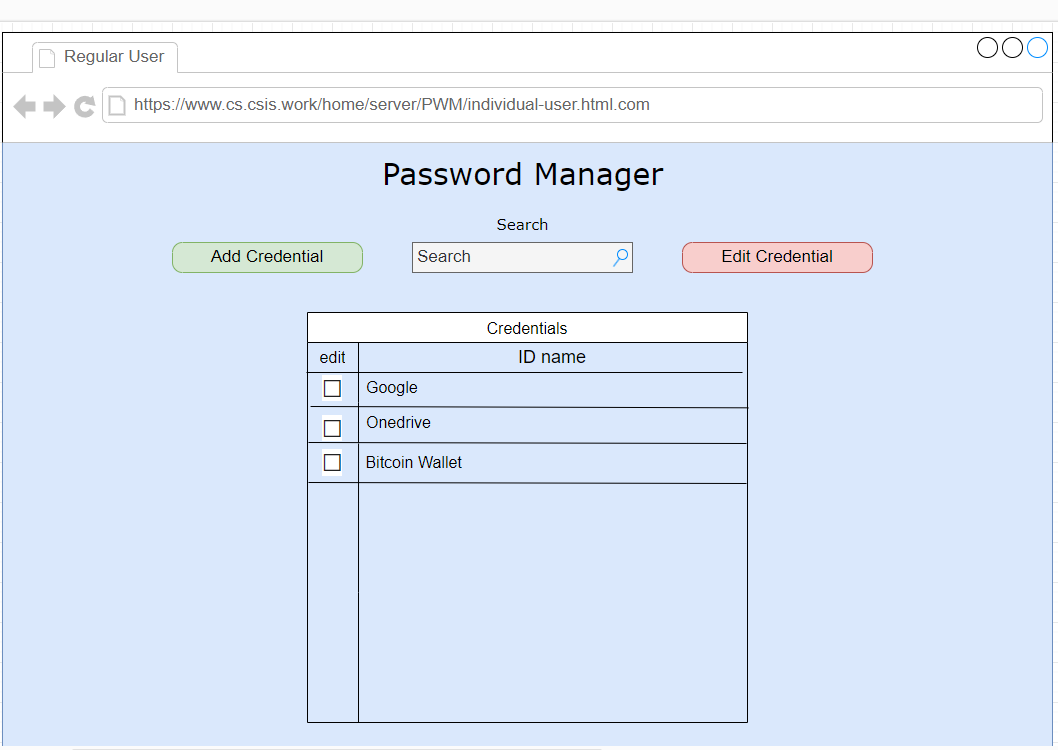 Regular User
https://www.cs.csis.work/home/server/PWM/individual-user.html.com
Password Manager
Search
Add Credential
Search
Edit Credential
Credentials
edit ID name
Google
Onedrive
Bitcoin Wallet